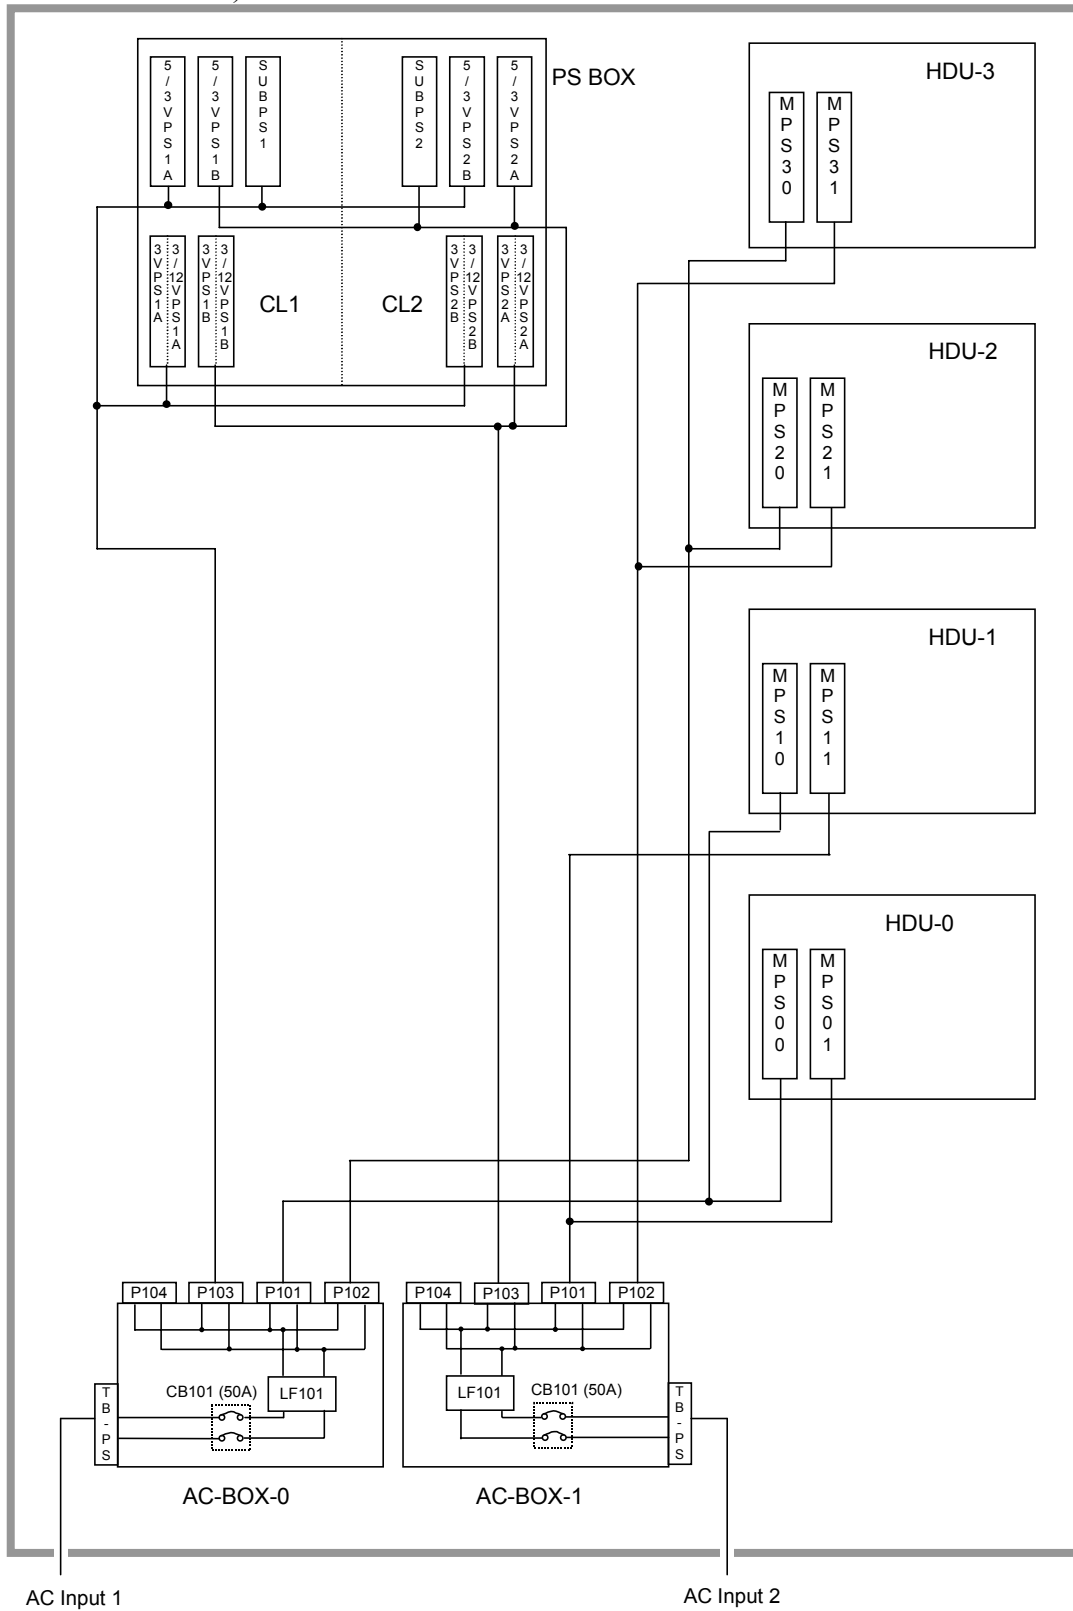 PS BOX
5/3VPS1A
5/3VPS1B
SUBPS1
SUBPS2
5/3VPS2B
5/3VPS2A
3VPS1A
3/12VPS1A
3VPS1B
3/12VPS1B
CL1
CL2
3VPS2B
3/12VPS2B
3VPS2A
3/12VPS2A
HDU-3
MPS30
MPS31
HDU-2
MPS20
MPS21
HDU-1
MPS10
MPS11
HDU-0
MPS00
MPS01
P104
P103
P101
P102
P104
P103
P101
P102
TB-PS
CB101 (50A)
LF101
LF101
CB101 (50A)
TB-PS
AC-BOX-0
AC-BOX-1
AC Input 1
AC Input 2